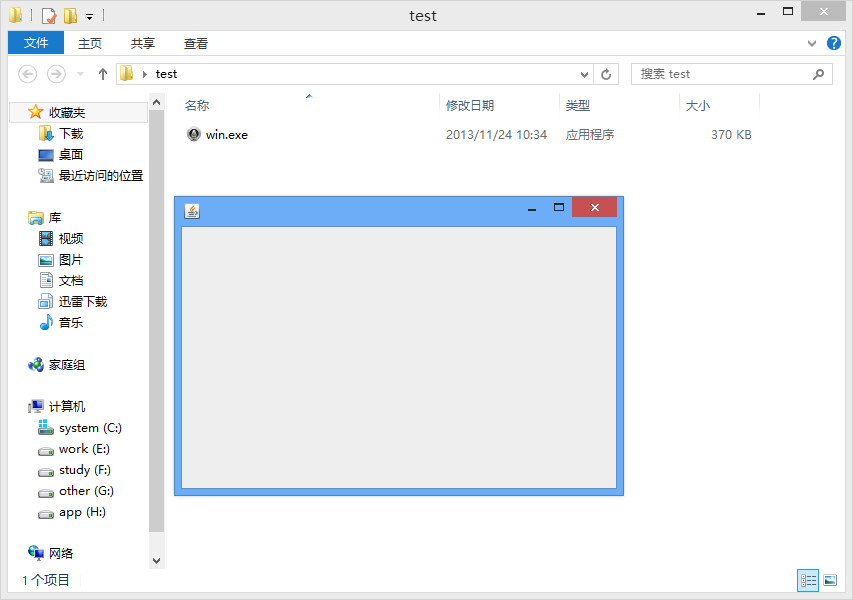 test
文件 主页 共享 查看
test 搜索 test
名称 修改日期 类型 大小
win.exe 2013/11/24 10:34 应用程序 370 KB
收藏夹
下载
桌面
最近访问的位置
库
视频
图片
文档
迅雷下载
音乐
家庭组
计算机
system (C:)
work (E:)
study (F:)
other (G:)
app (H:)
网络
1 个项目